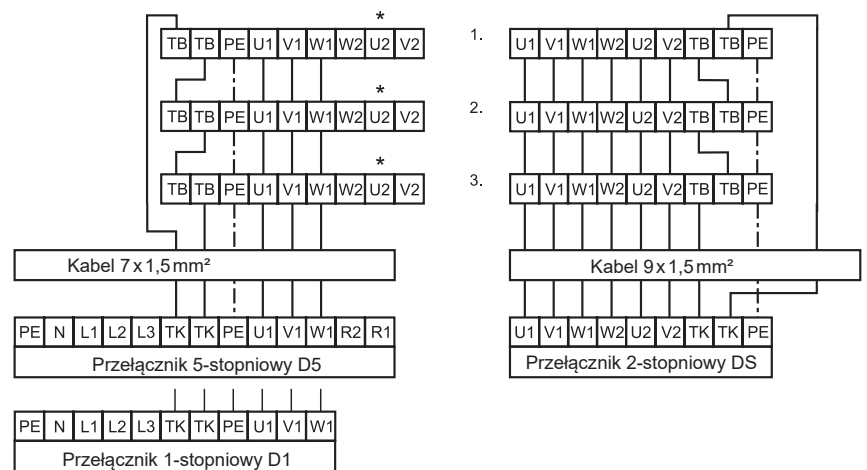 *
TB TB PE U1 V1 W1 W2 U2 V2
*
TB TB PE U1 V1 W1 W2 U2 V2
*
TB TB PE U1 V1 W1 W2 U2 V2
Kabel 7 x 1,5 mm²
PE N L1 L2 L3 TK TK PE U1 V1 W1 R2 R1
Przełącznik 5-stopniowy D5
PE N L1 L2 L3 TK TK PE U1 V1 W1
Przełącznik 1-stopniowy D1
1. U1 V1 W1 W2 U2 V2 TB TB PE
2. U1 V1 W1 W2 U2 V2 TB TB PE
3. U1 V1 W1 W2 U2 V2 TB TB PE
Kabel 9 x 1,5 mm²
U1 V1 W1 W2 U2 V2 TK TK PE
Przełącznik 2-stopniowy DS